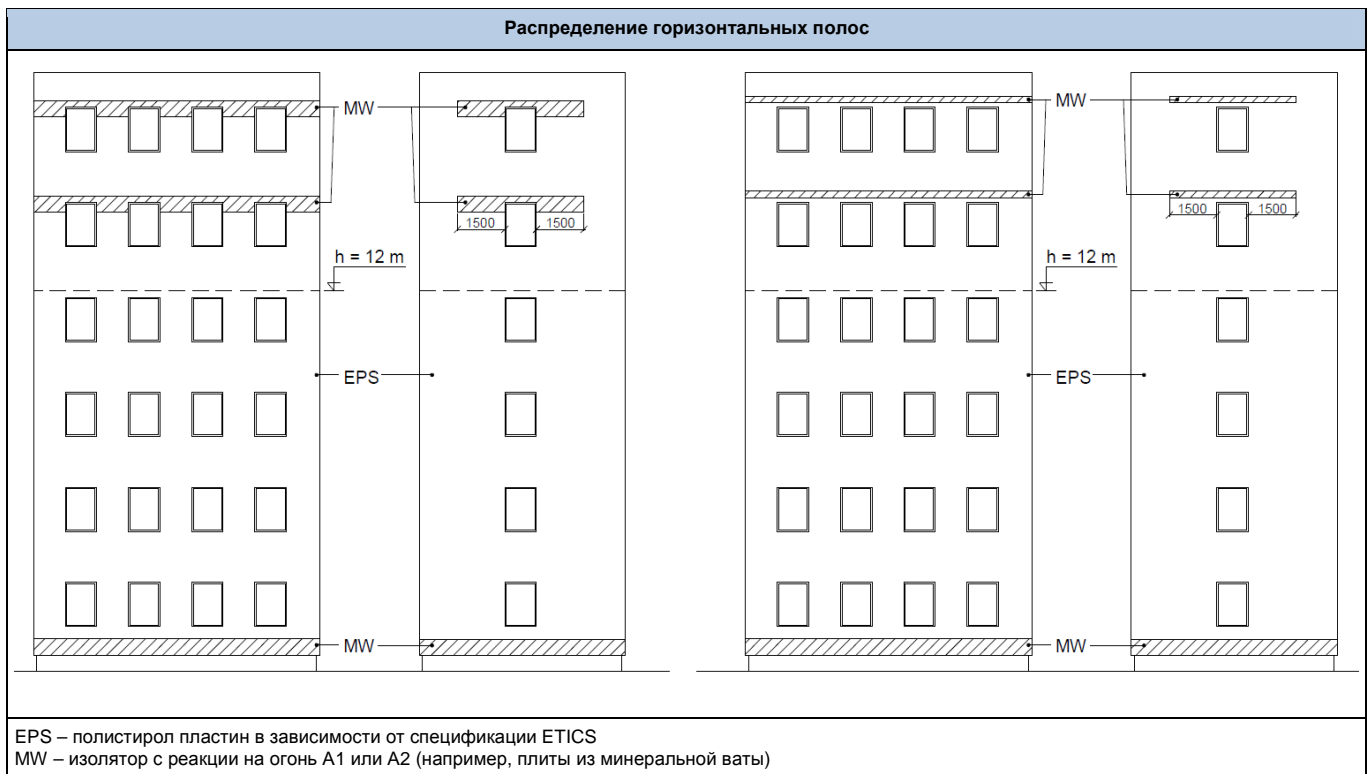 Распределение горизонтальных полос
MW
MW
1500
1500
1500
1500
h = 12 m
h = 12 m
EPS
EPS
MW
MW
EPS – полистирол пластин в зависимости от спецификации ETICS
MW – изолятор с реакции на огонь A1 или A2 (например, плиты из минеральной ваты)